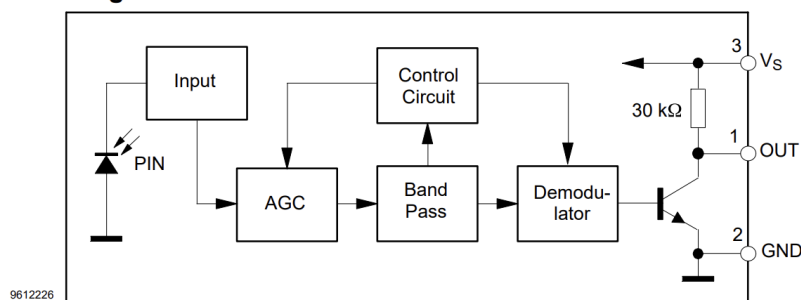 g
Input
Control
Circuit
3
VS
30 kΩ
1
OUT
PIN
AGC
Band
Pass
Demodu-
lator
2
GND
9612226